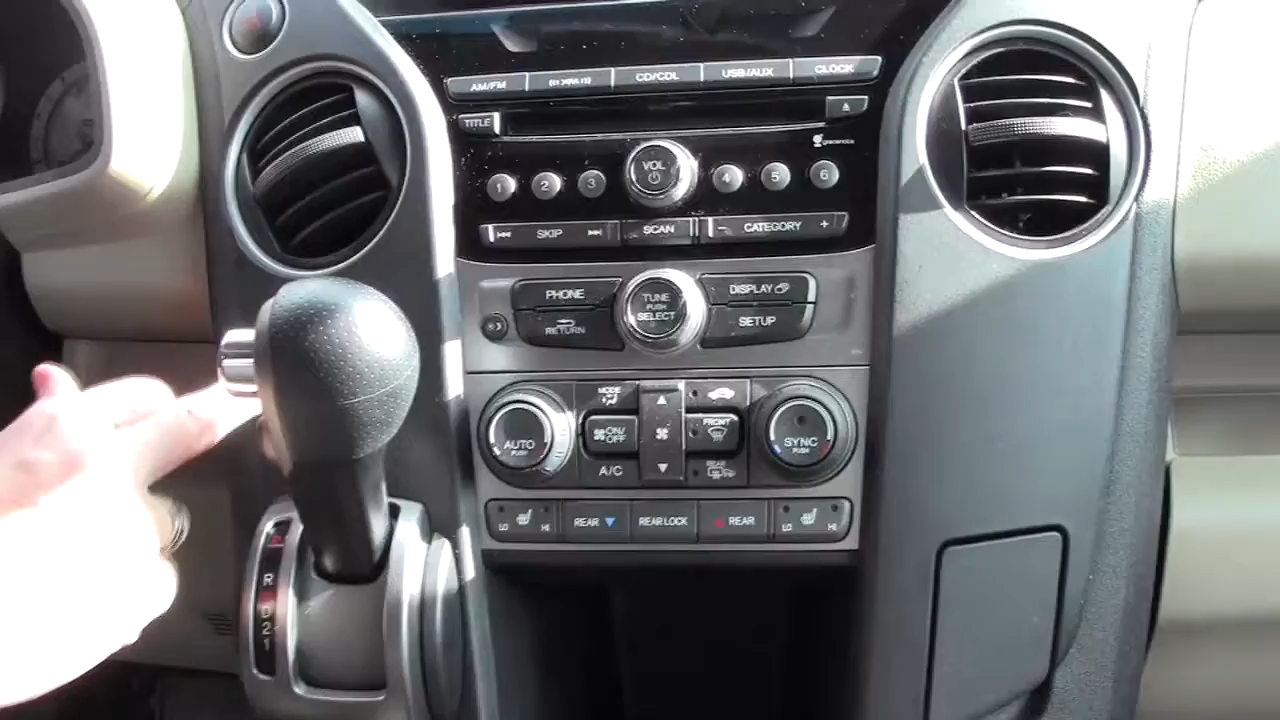 AM/FM
CD/CDL
USB/AUX
CLOCK
TITLE
gracenote
VOL
1 2 3 4 5 6
SKIP
SCAN
− CATEGORY +
PHONE
RETURN
TUNE
PUSH
SELECT
DISPLAY
SETUP
MODE
AUTO
PUSH
ON/
OFF
A/C
FRONT
REAR
SYNC
PUSH
LO HI
REAR
REAR LOCK
REAR
LO HI
R
D
2
1